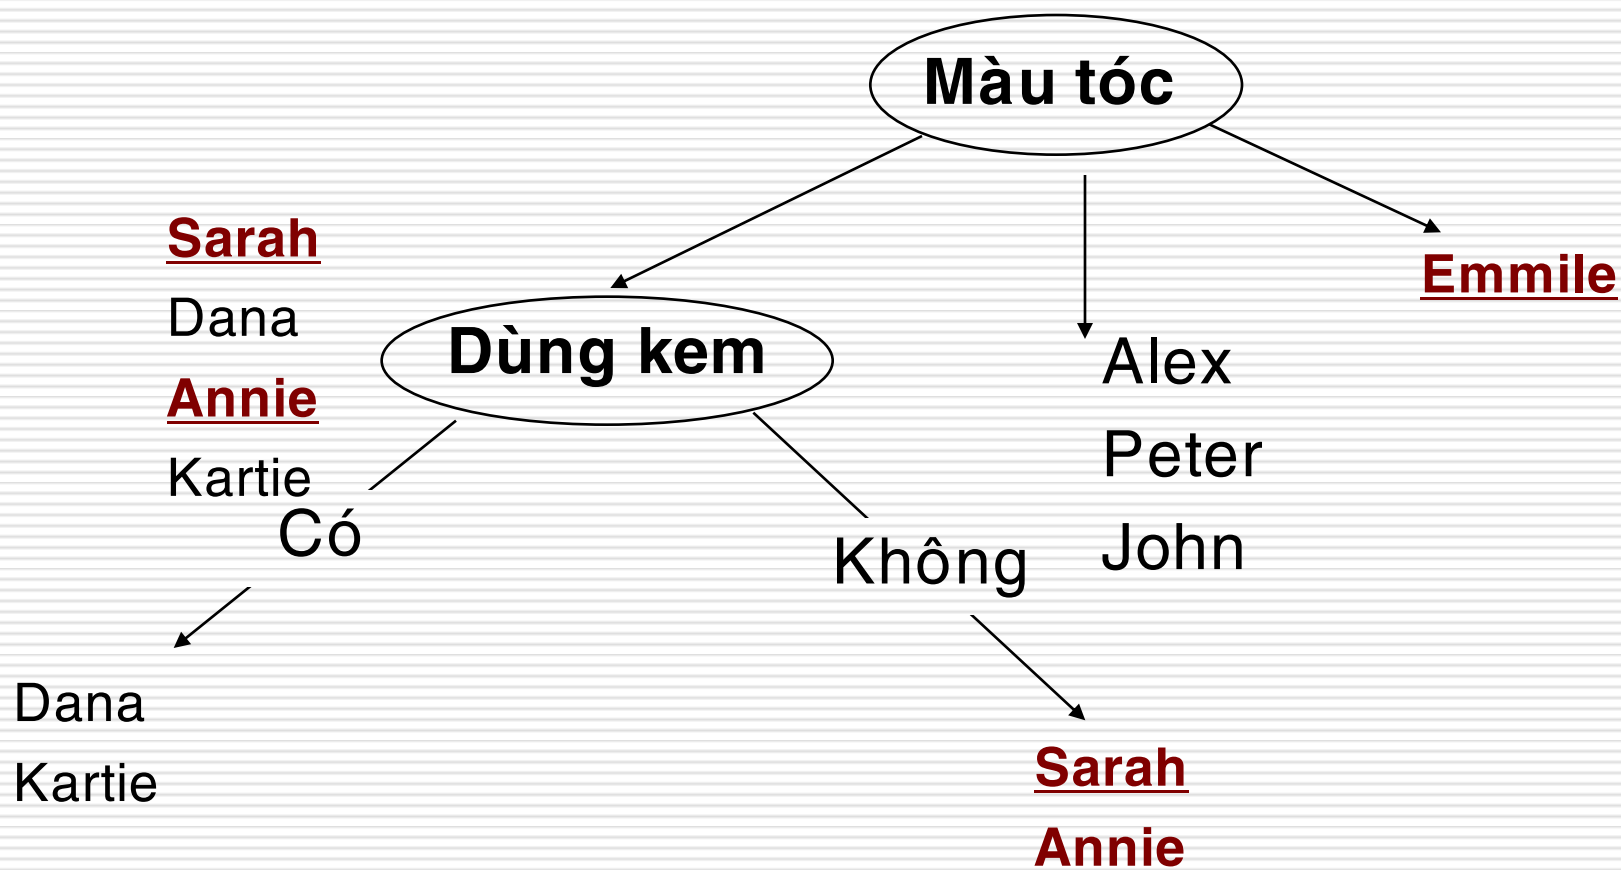 Màu tóc
Sarah
Dana
Annie
Kartie
Emmile
Dùng kem
Alex
Peter
John
Có
Không
Dana
Kartie
Sarah
Annie